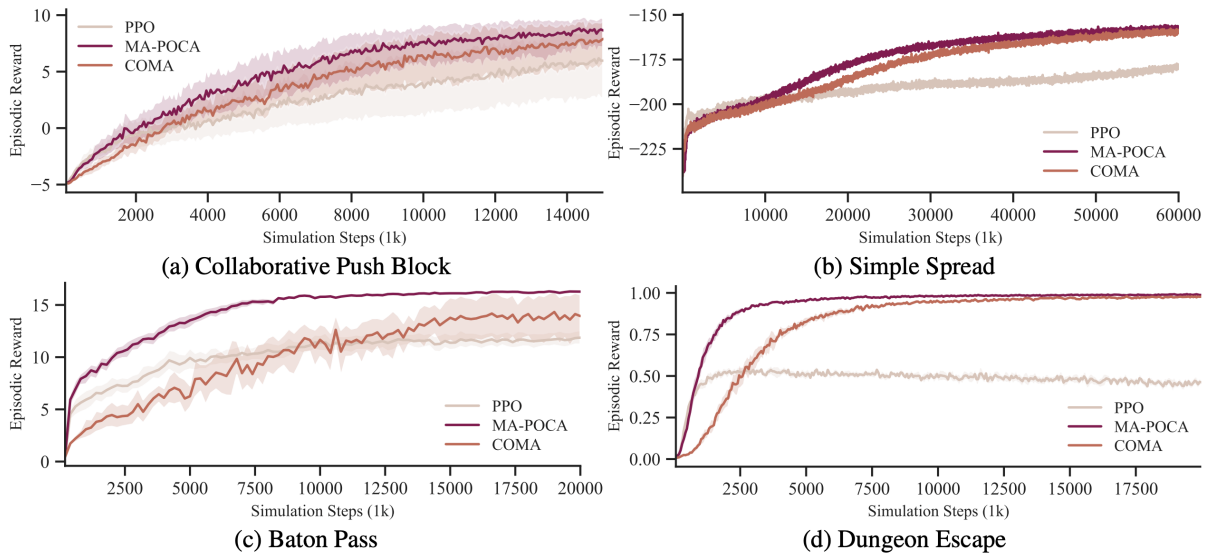 10
5
0
−5
Episodic Reward
PPO
MA-POCA
COMA
2000 4000 6000 8000 10000 12000 14000
Simulation Steps (1k)
(a) Collaborative Push Block
−150
−175
−200
−225
Episodic Reward
PPO
MA-POCA
COMA
10000 20000 30000 40000 50000 60000
Simulation Steps (1k)
(b) Simple Spread
15
10
5
0
Episodic Reward
PPO
MA-POCA
COMA
2500 5000 7500 10000 12500 15000 17500 20000
Simulation Steps (1k)
(c) Baton Pass
1.00
0.75
0.50
0.25
0.00
Episodic Reward
PPO
MA-POCA
COMA
2500 5000 7500 10000 12500 15000 17500
Simulation Steps (1k)
(d) Dungeon Escape